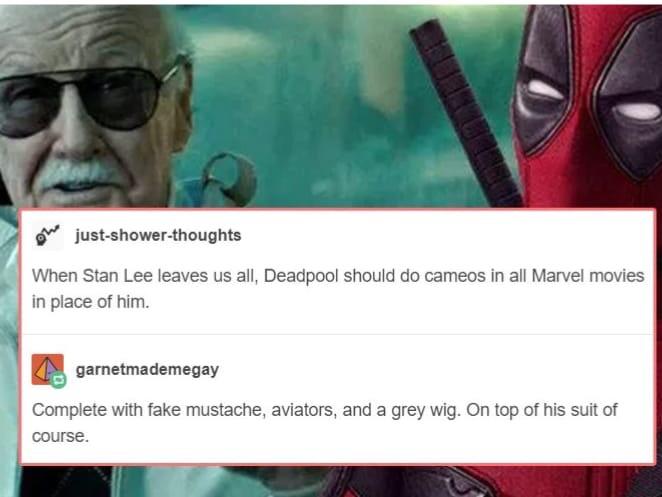 just-shower-thoughts
When Stan Lee leaves us all, Deadpool should do cameos in all Marvel movies
in place of him.
garnetmademegay
Complete with fake mustache, aviators, and a grey wig. On top of his suit of
course.